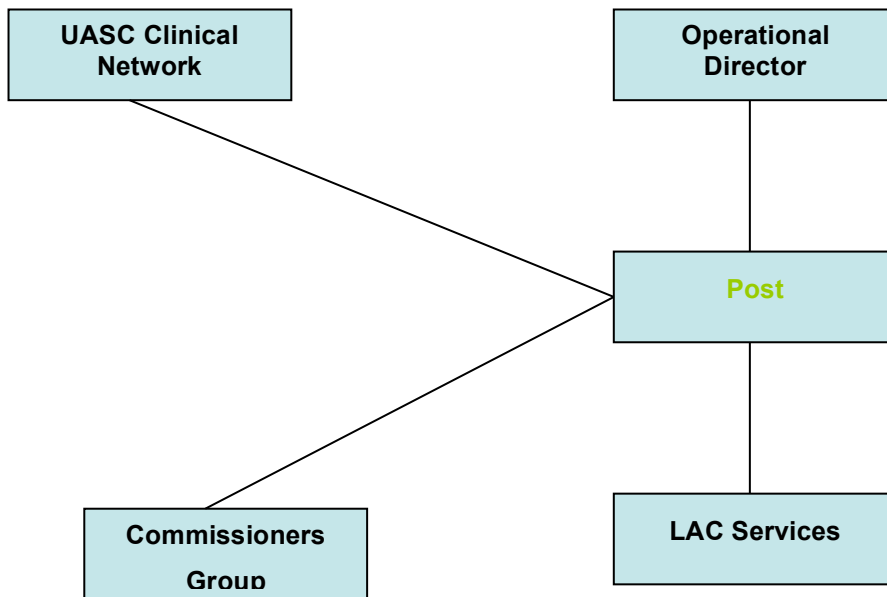 UASC Clinical
Network
Operational
Director
Post
Commissioners
Group
LAC Services